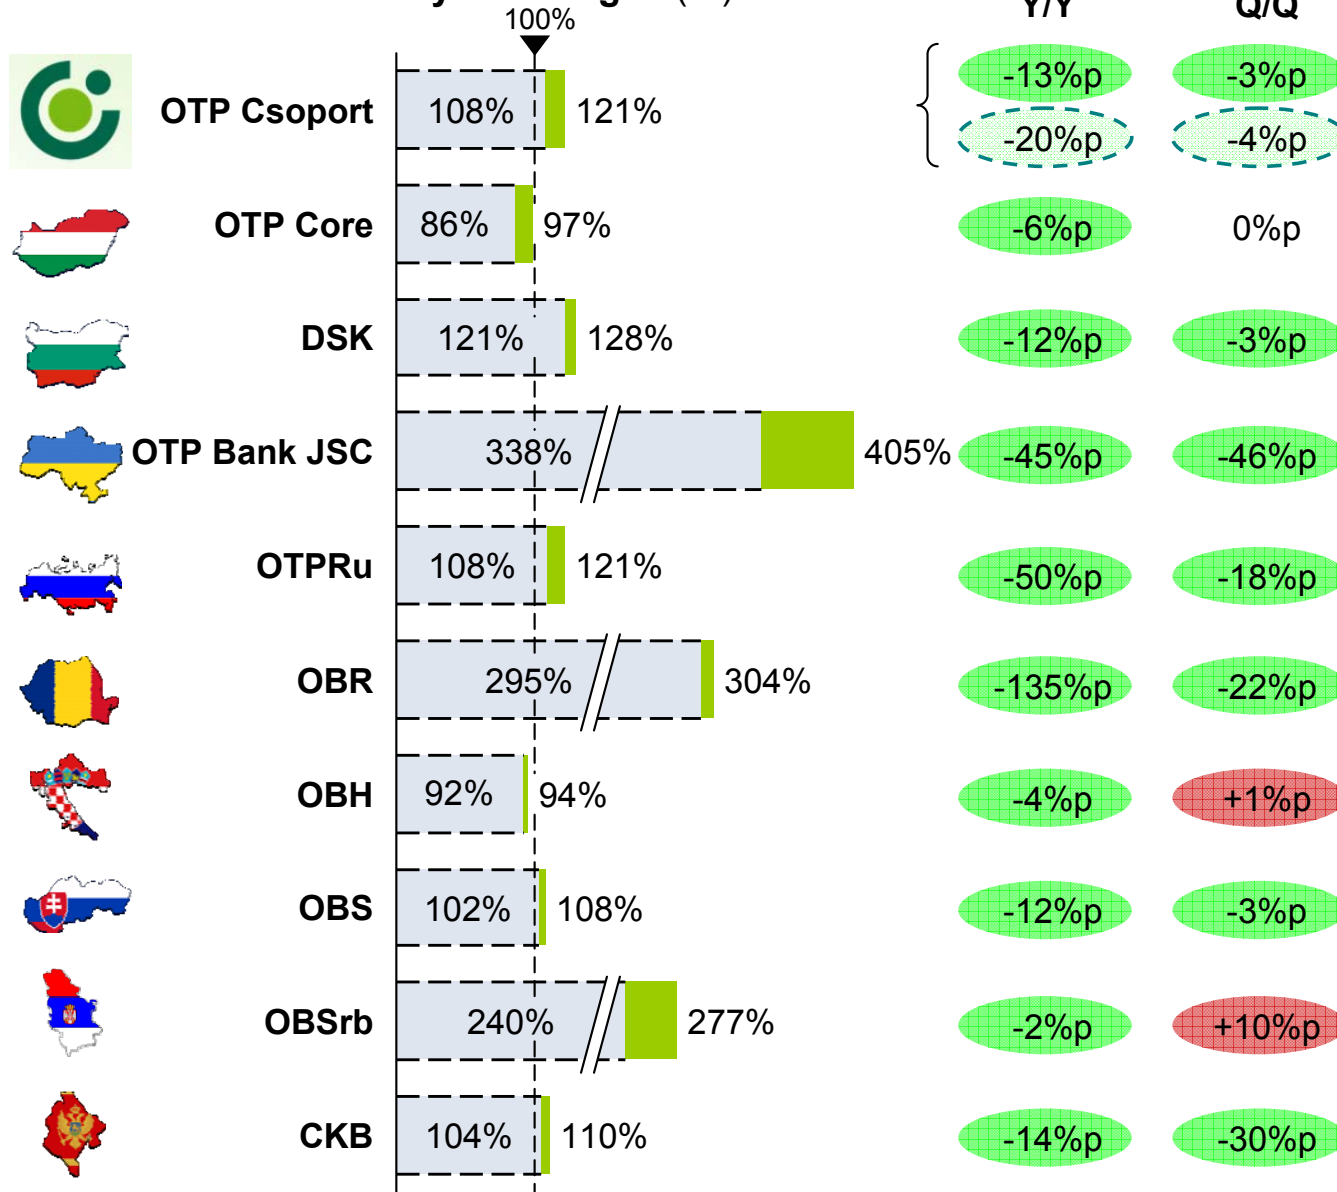 Y/Y Q/Q
100%
OTP Csoport 108% 121% -13%p -3%p
-20%p -4%p
OTP Core 86% 97% -6%p 0%p
DSK 121% 128% -12%p -3%p
OTP Bank JSC 338% 405% -45%p -46%p
OTPRu 108% 121% -50%p -18%p
OBR 295% 304% -135%p -22%p
OBH 92% 94% -4%p +1%p
OBS 102% 108% -12%p -3%p
OBSrb 240% 277% -2%p +10%p
CKB 104% 110% -14%p -30%p